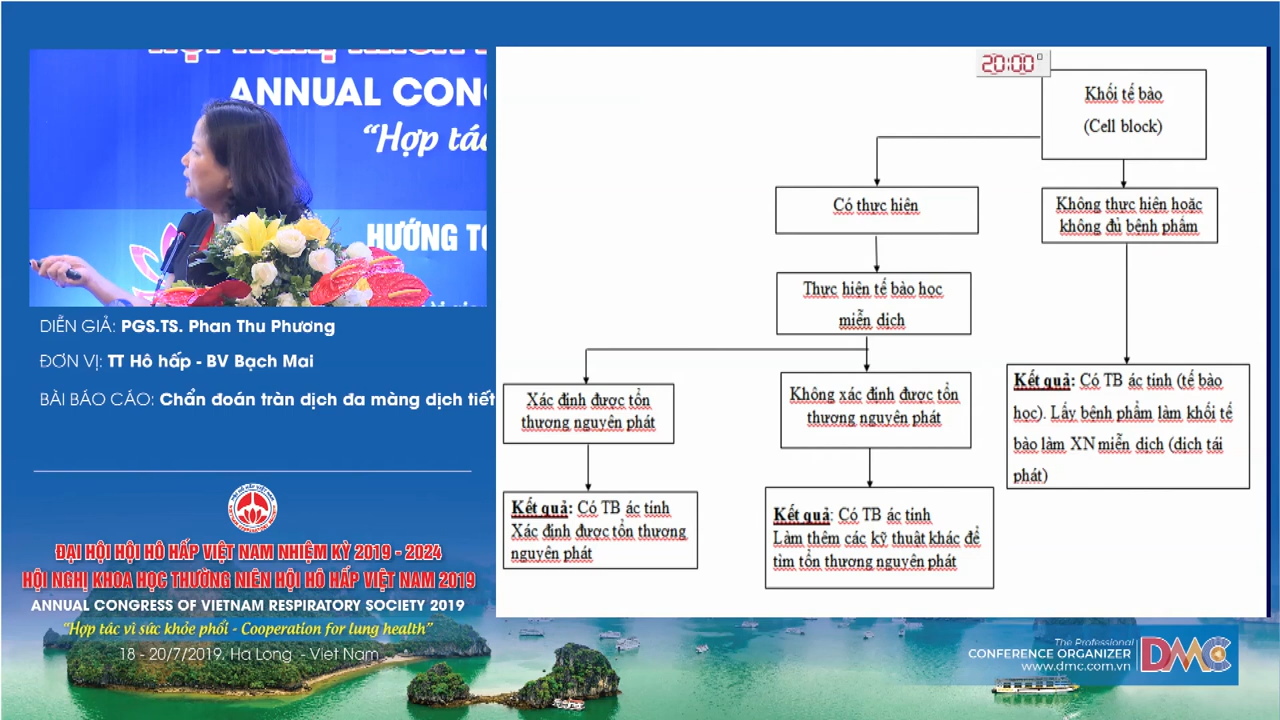 ANNUAL CON
“Hợp tác
HƯỚNG TỚ
DIỄN GIẢ: PGS.TS. Phan Thu Phương
ĐƠN VỊ: TT Hô hấp - BV Bạch Mai
BÀI BÁO CÁO: Chẩn đoán tràn dịch đa màng dịch tiết
ĐẠI HỘI HỘI HÔ HẤP VIỆT NAM NHIỆM KỲ 2019 - 2024
HỘI NGHỊ KHOA HỌC THƯỜNG NIÊN HỘI HÔ HẤP VIỆT NAM 2019
ANNUAL CONGRESS OF VIETNAM RESPIRATORY SOCIETY 2019
“Hợp tác vì sức khỏe phổi - Cooperation for lung health”
18 - 20/7/2019. Ha Long - Viet Nam
20:00
Khối tế bào
(Cell block)
Có thực hiện
Không thực hiện hoặc
không đủ bệnh phẩm
Thực hiện tế bào học
miễn dịch
Xác định được tổn
thương nguyên phát
Không xác định được tổn
thương nguyên phát
Kết quả: Có TB ác tính (tế bào
học). Lấy bệnh phẩm làm khối tế
bào làm XN miễn dịch (dịch tái
phát)
Kết quả: Có TB ác tính
Xác định được tổn thương
nguyên phát
Kết quả: Có TB ác tính
Làm thêm các kỹ thuật khác để
tìm tổn thương nguyên phát
The Professional
CONFERENCE ORGANIZER
www.dmc.com.vn
DMC